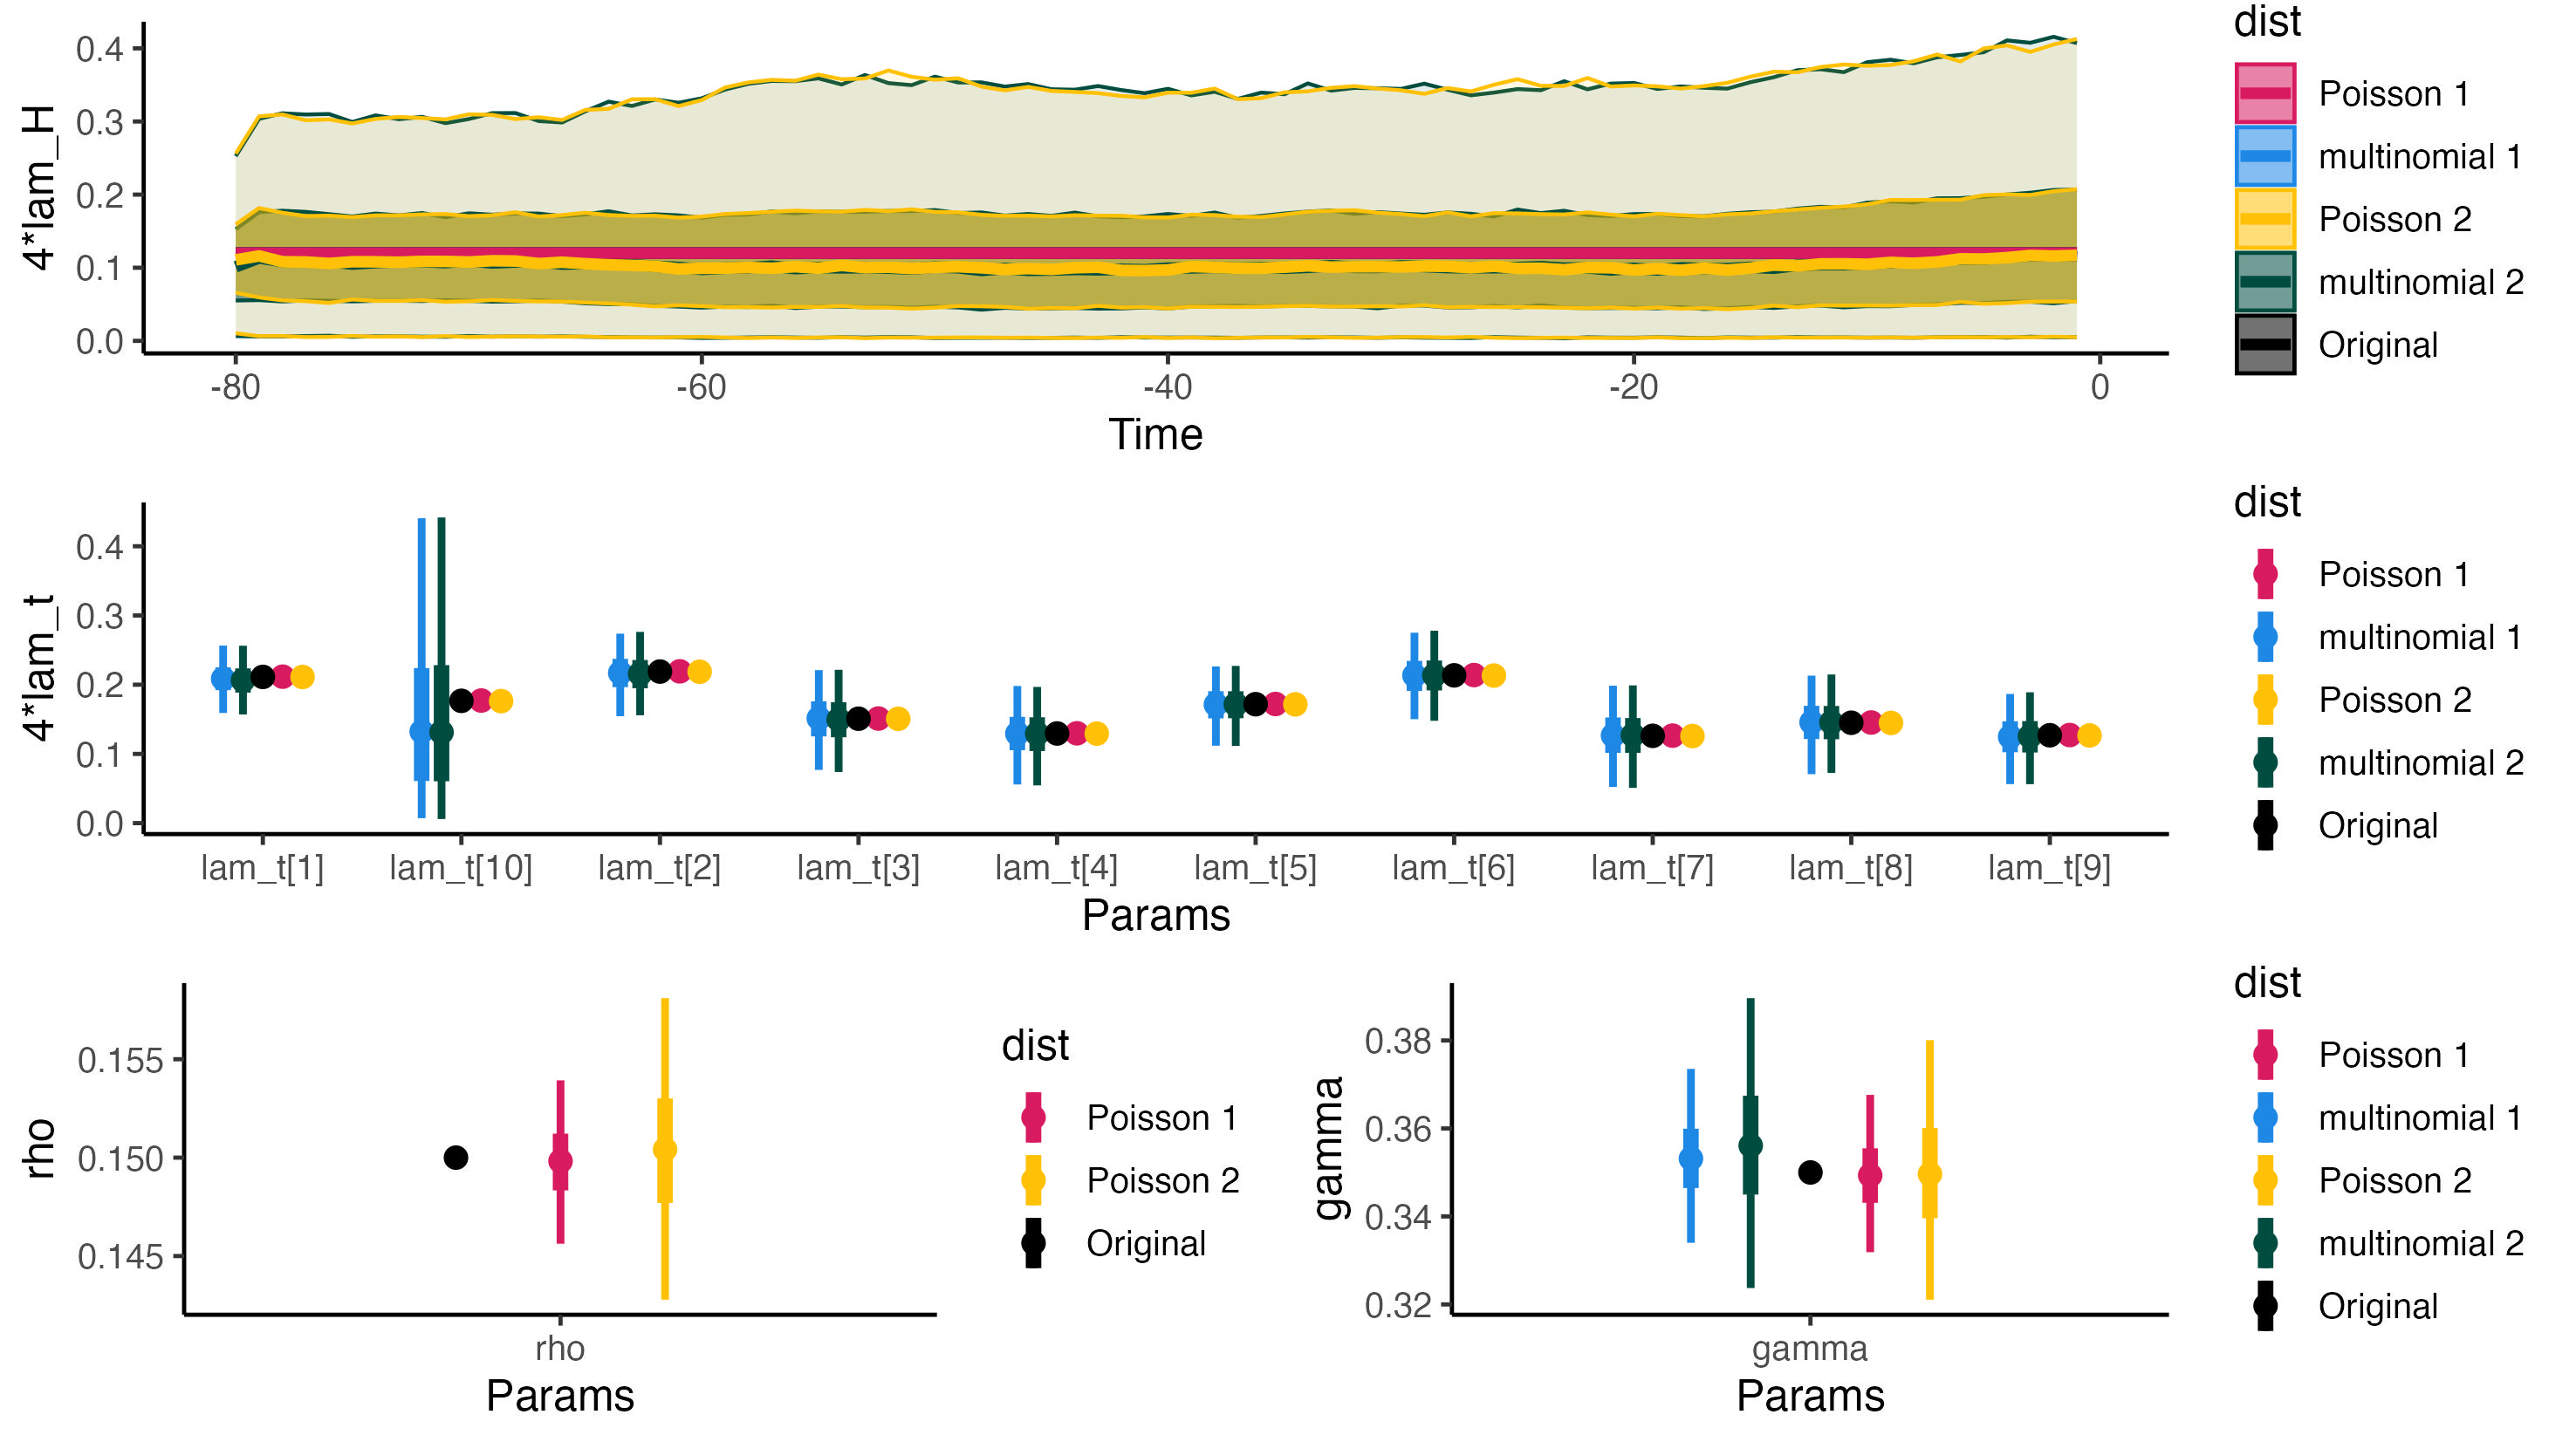 dist
0.4
0.3
0.2
0.1
0.0
4*lam_H
-80 -60 -40 -20 0
Time
Poisson 1
multinomial 1
Poisson 2
multinomial 2
Original
dist
0.4
0.3
0.2
0.1
0.0
4*lam_t
lam_t[1] lam_t[10] lam_t[2] lam_t[3] lam_t[4] lam_t[5] lam_t[6] lam_t[7] lam_t[8] lam_t[9]
Params
Poisson 1
multinomial 1
Poisson 2
multinomial 2
Original
0.155
0.150
0.145
rho
rho
Params
dist
Poisson 1
Poisson 2
Original
0.38
0.36
0.34
0.32
gamma
gamma
Params
dist
Poisson 1
multinomial 1
Poisson 2
multinomial 2
Original